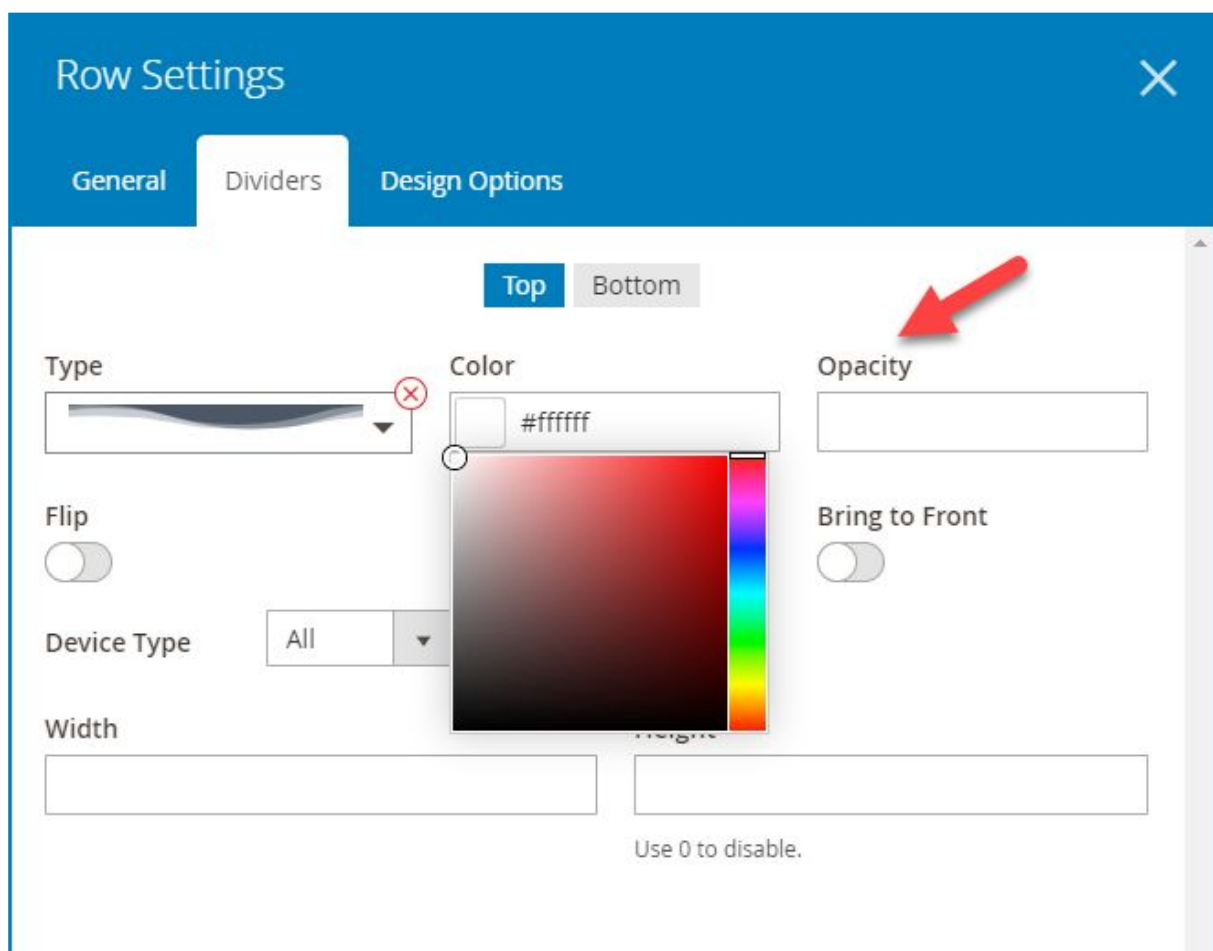 Row Settings
General Dividers Design Options
Top Bottom
Type Color Opacity
#ffffff
Flip Bring to Front
Device Type All
Width Height
Use 0 to disable.